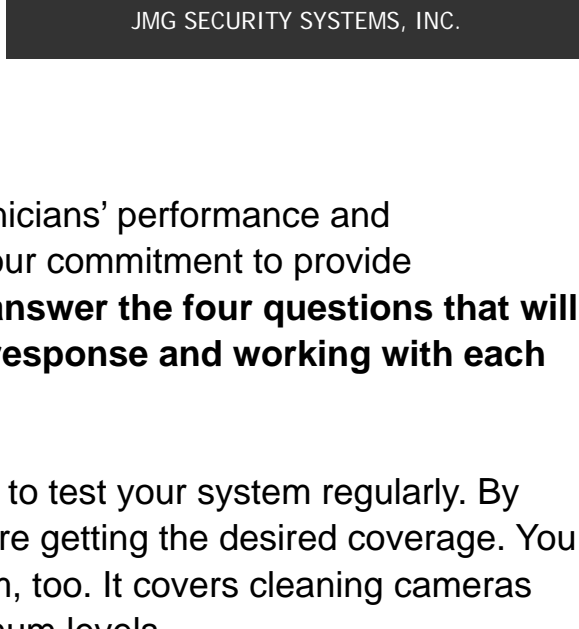 JMG SECURITY SYSTEMS, INC.
nicians’ performance and
our commitment to provide
answer the four questions that will
response and working with each
to test your system regularly. By
re getting the desired coverage. You
, too. It covers cleaning cameras
levels